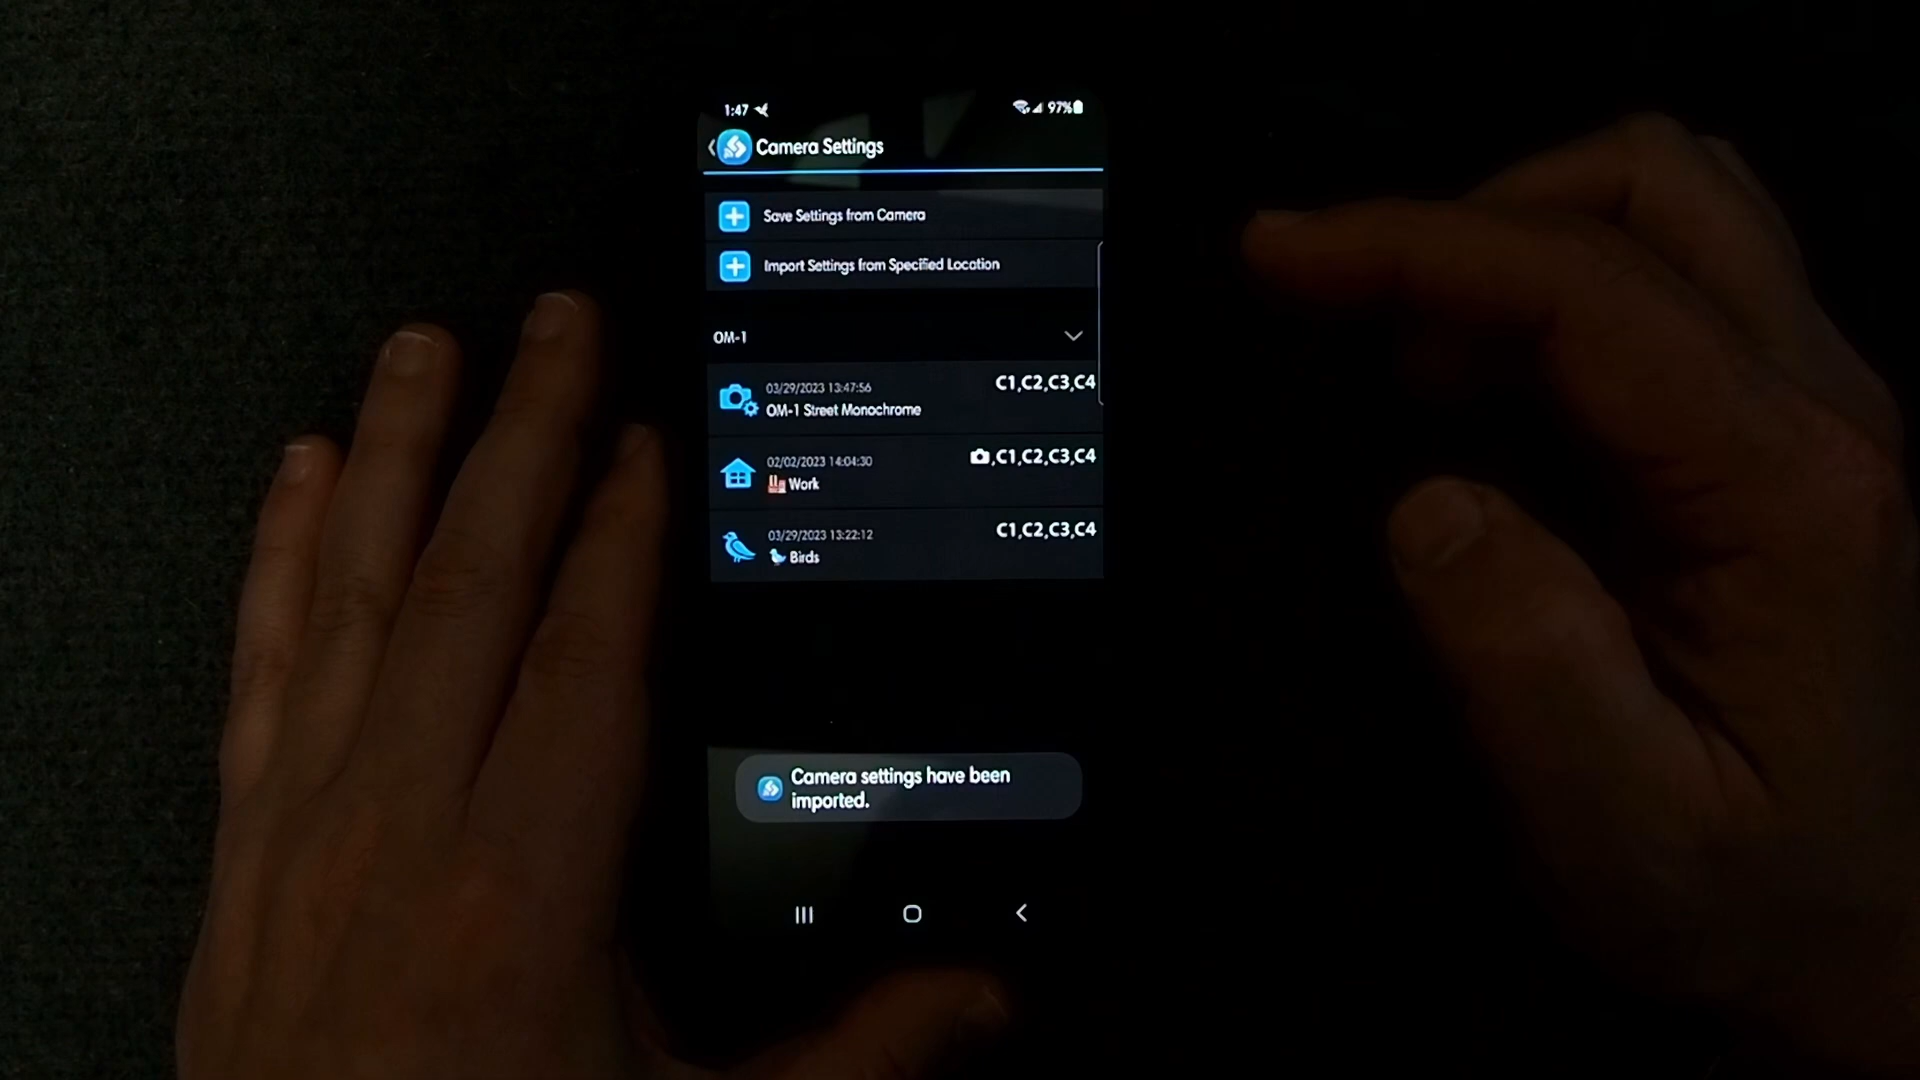 1:47 97%
Camera Settings
Save Settings from Camera
Import Settings from Specified Location
OM-1
03/29/2023 13:47:56 C1,C2,C3,C4
OM-1 Street Monochrome
02/02/2023 14:04:30 ,C1,C2,C3,C4
Work
03/29/2023 13:22:12 C1,C2,C3,C4
Birds
Camera settings have been
imported.